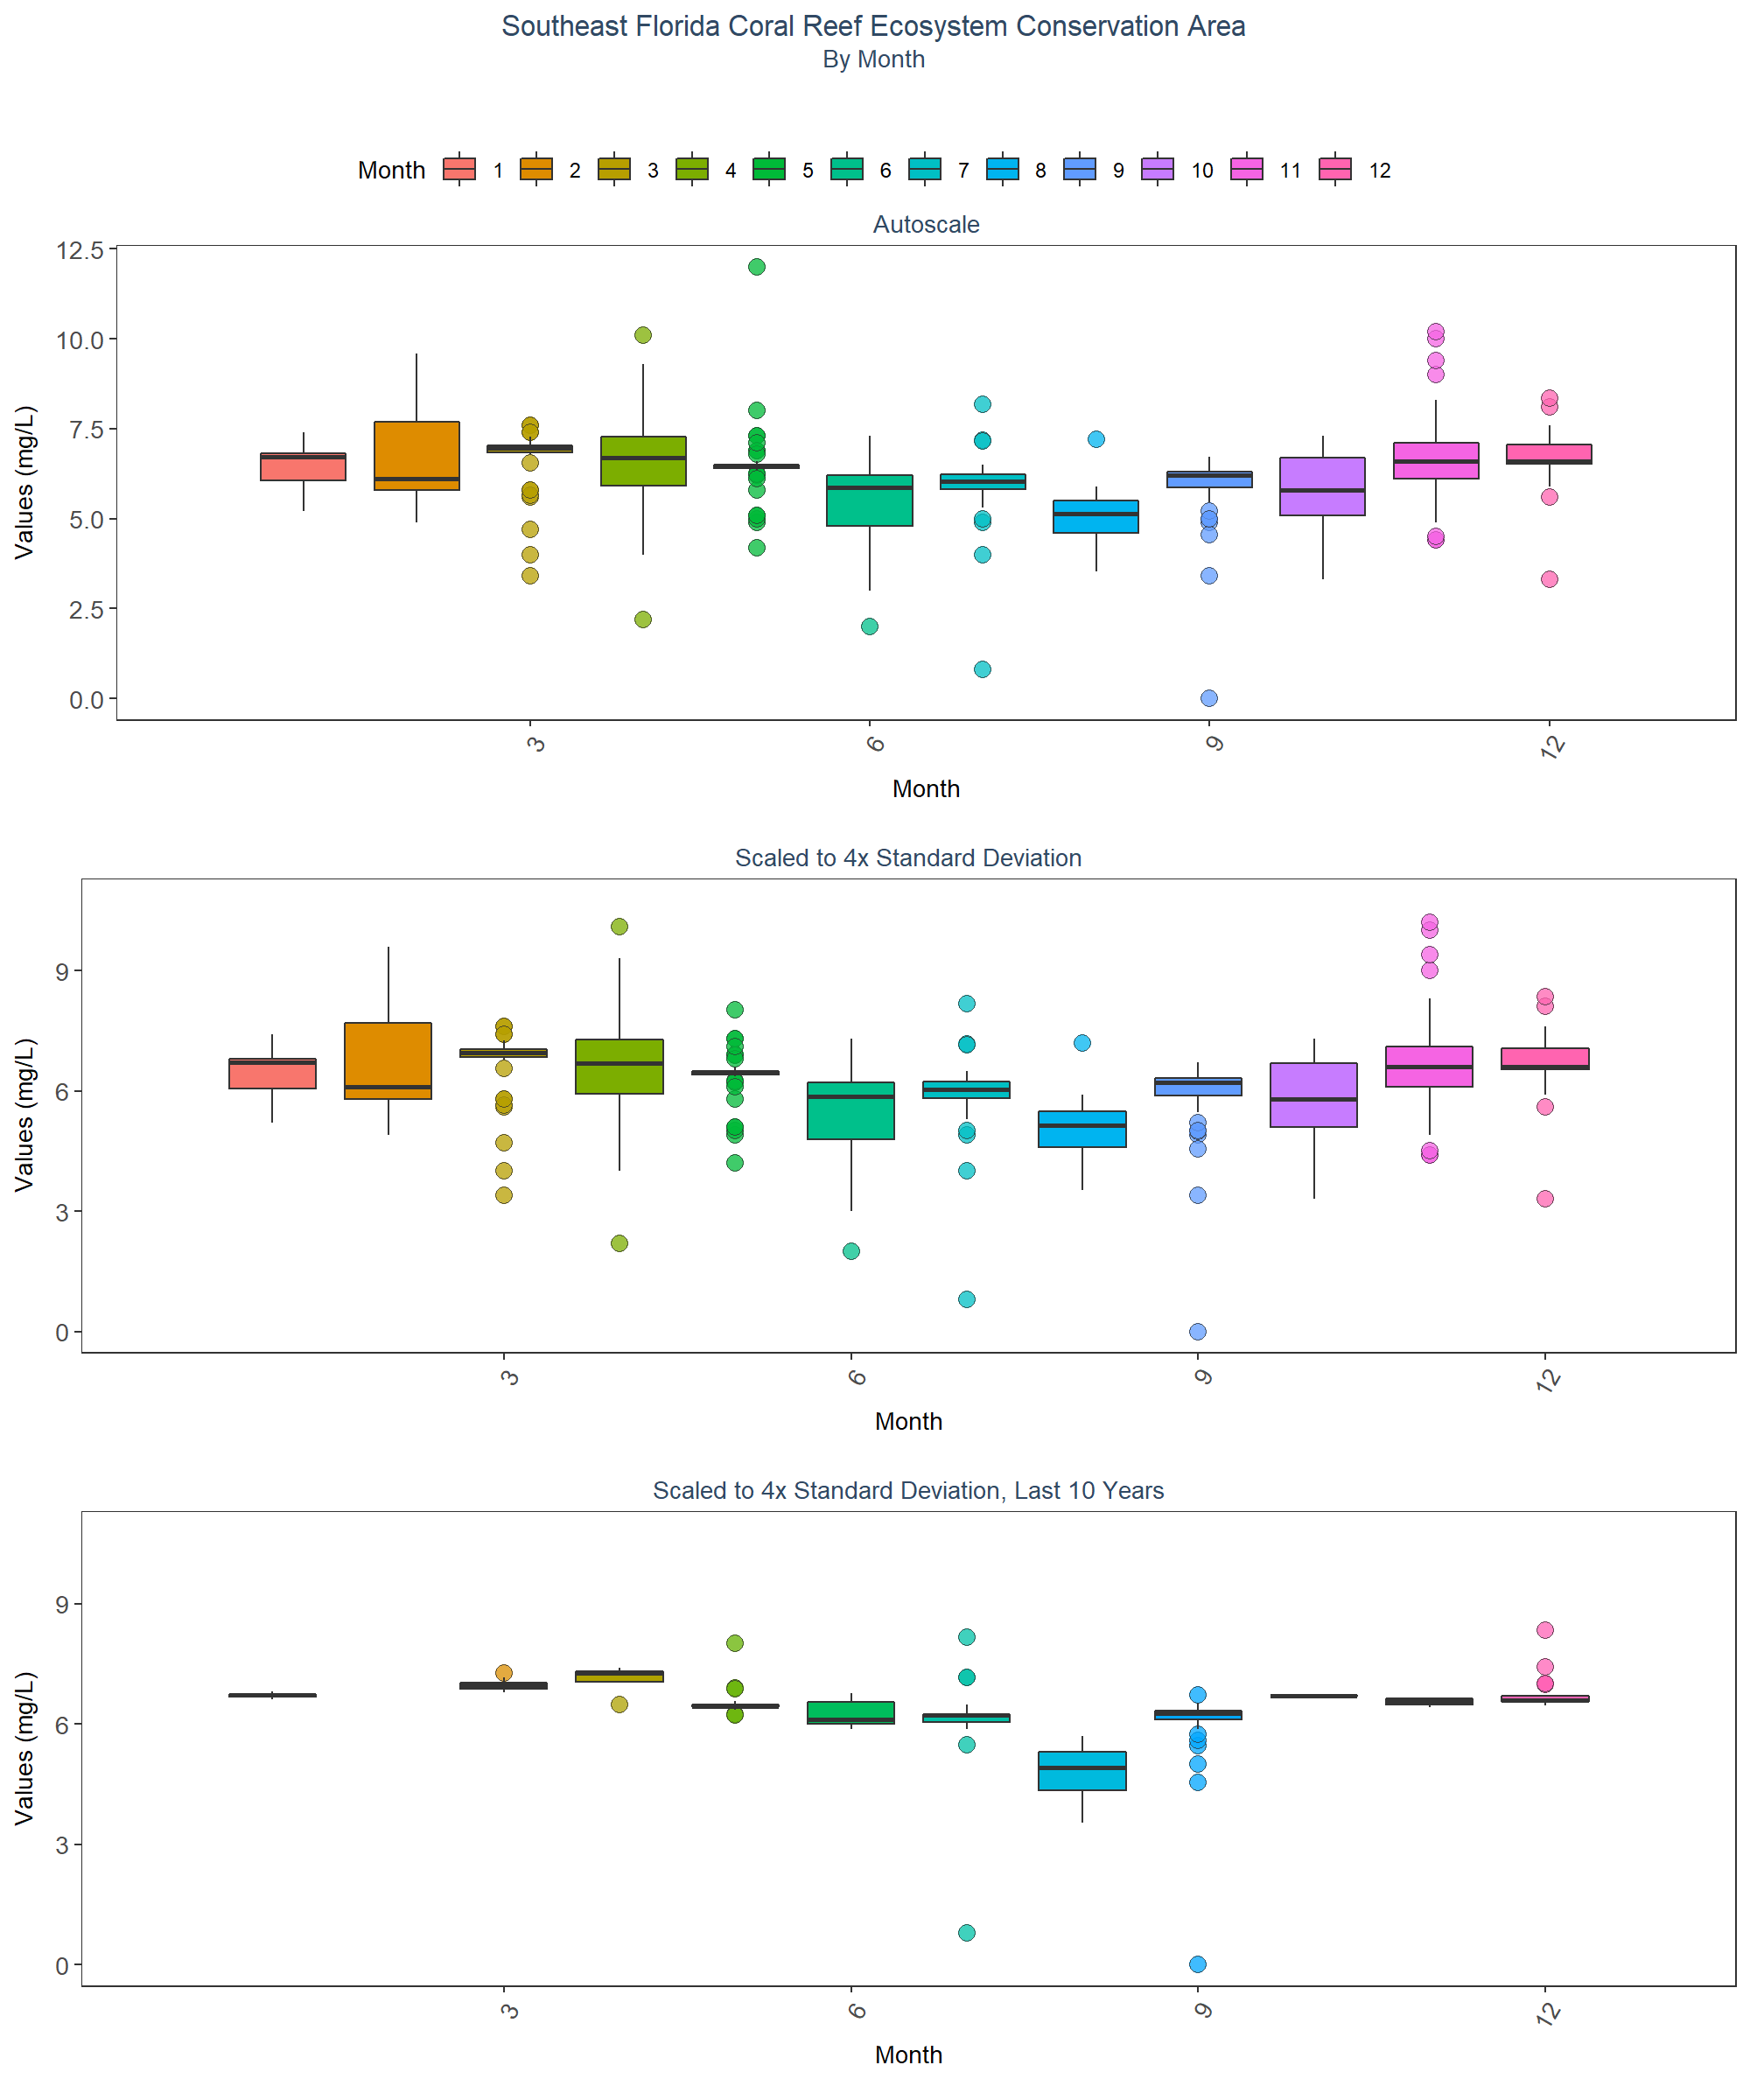 Southeast Florida Coral Reef Ecosystem Conservation Area
By Month
Month 1 2 3 4 5 6 7 8 9 10 11 12
Autoscale
12.5
10.0
7.5
5.0
2.5
0.0
Values (mg/L)
3 6 9 12
Month
Scaled to 4x Standard Deviation
9
6
3
0
Values (mg/L)
3 6 9 12
Month
Scaled to 4x Standard Deviation, Last 10 Years
9
6
3
0
Values (mg/L)
3 6 9 12
Month